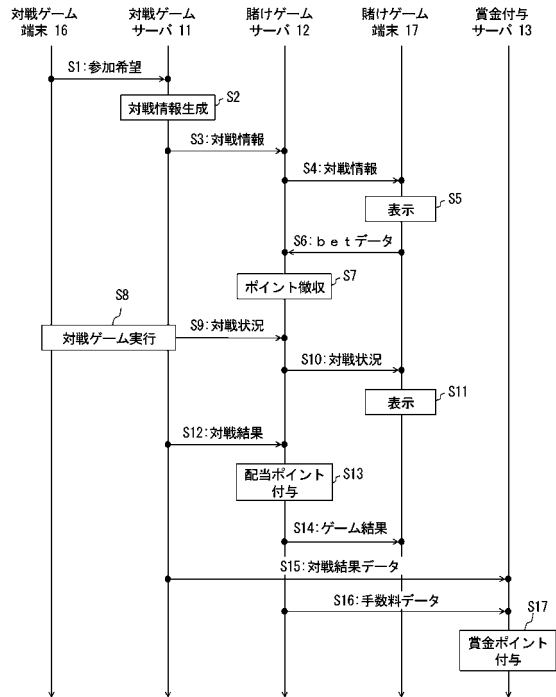 対戦ゲーム
端末 16
対戦ゲーム
サーバ 11
賭けゲーム
サーバ 12
賭けゲーム
端末 17
賞金付与
サーバ 13
S1:参加希望
S2
対戦情報生成
S3:対戦情報
S4:対戦情報
S5
表示
S6:betデータ
S7
ポイント徴収
S8
対戦ゲーム実行
S9:対戦状況
S10:対戦状況
S11
表示
S12:対戦結果
S13
配当ポイント
付与
S14:ゲーム結果
S15:対戦結果データ
S16:手数料データ
S17
賞金ポイント
付与